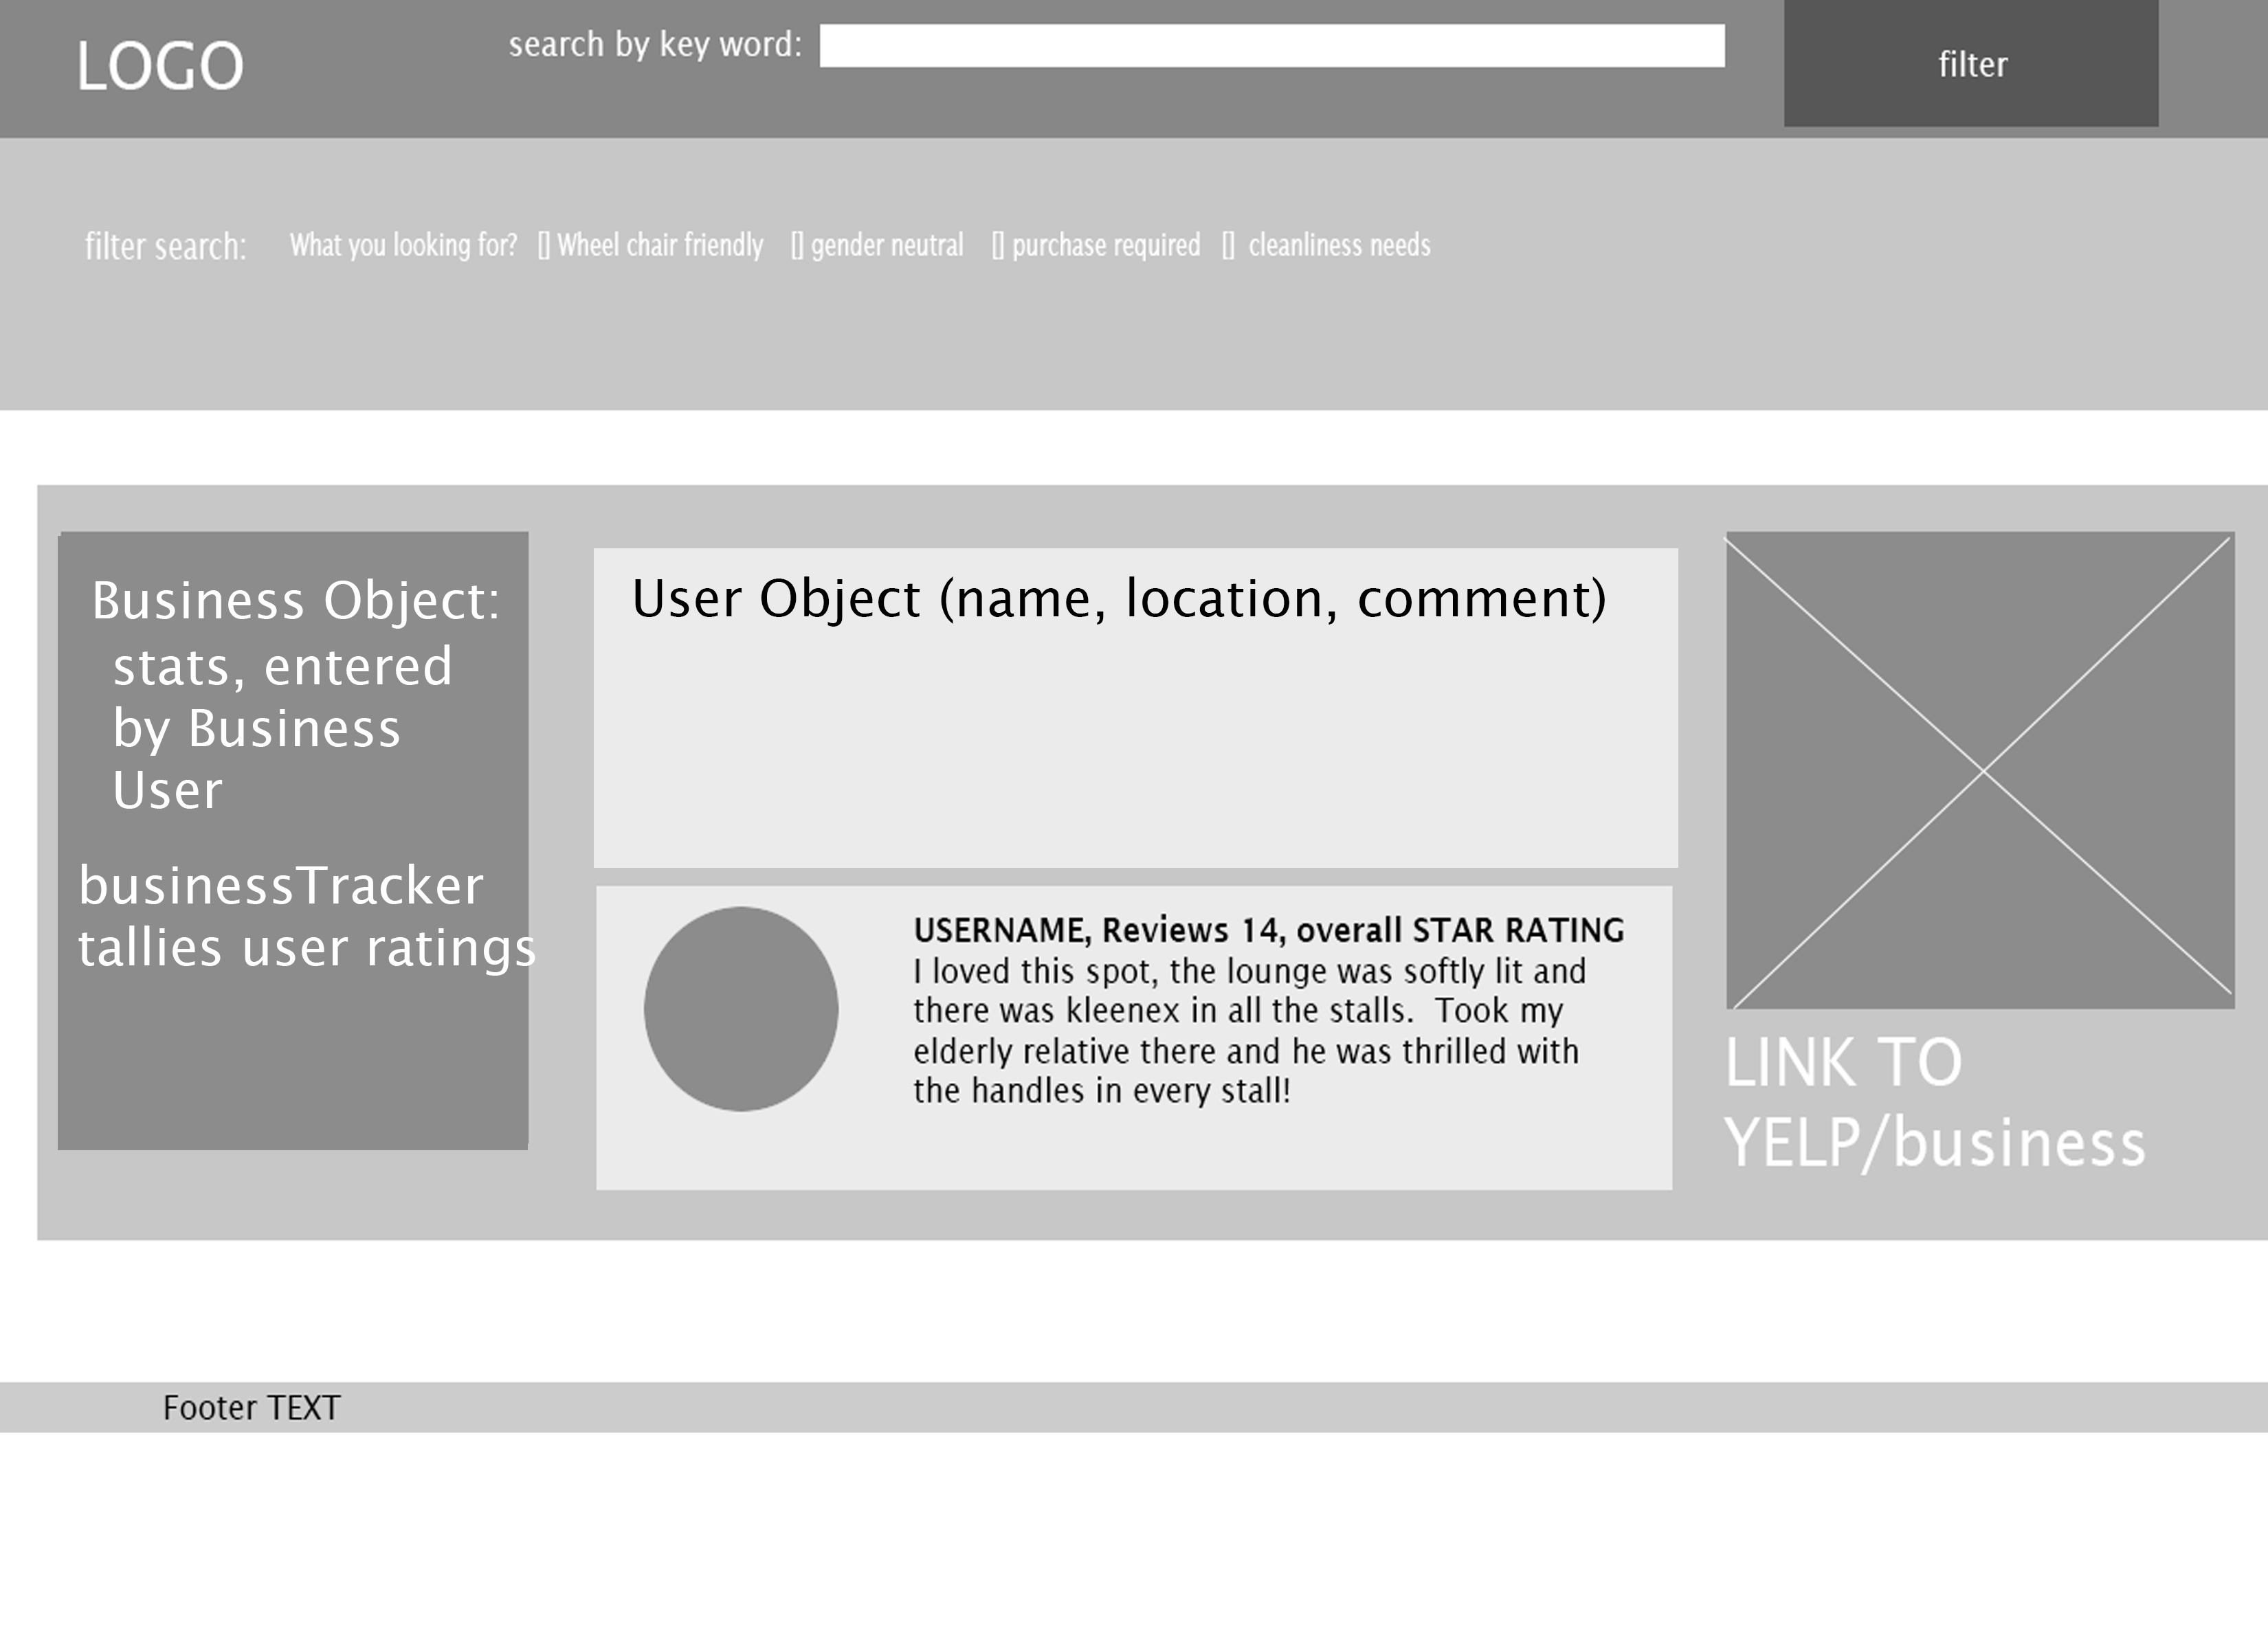 LOGO
search by key word:
filter
filter search: What you looking for? [] Wheel chair friendly [] gender neutral [] purchase required [] cleanliness needs
Business Object:
stats, entered
by Business
User
businessTracker
tallies user ratings
User Object (name, location, comment)
USERNAME, Reviews 14, overall STAR RATING
I loved this spot, the lounge was softly lit and
there was kleenex in all the stalls.  Took my
elderly relative there and he was thrilled with
the handles in every stall!
LINK TO
YELP/business
Footer TEXT